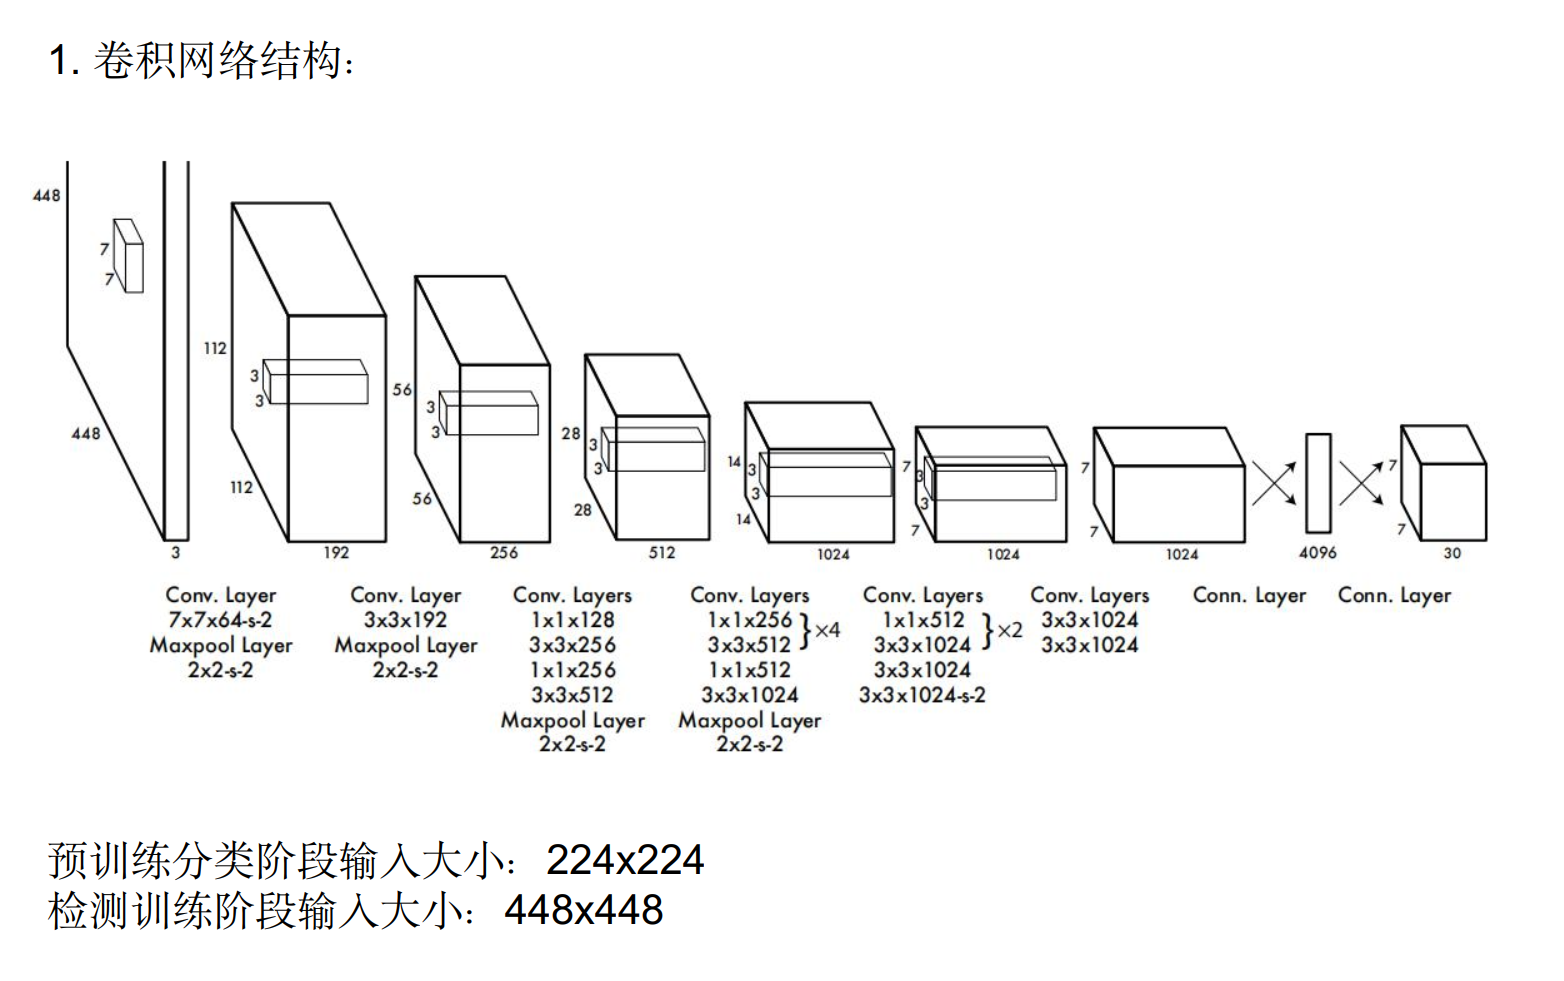 1. 卷积网络结构：
448
7
7
448
3
112
3
3
112
192
56
3
3
56
256
28
3
3
28
512
14
3
3
14
1024
7
3
3
7
1024
7
7
1024
4096
7
7
30
Conv. Layer
7x7x64-s-2
Maxpool Layer
2x2-s-2
Conv. Layer
3x3x192
Maxpool Layer
2x2-s-2
Conv. Layers
1x1x128
3x3x256
1x1x256
3x3x512
Maxpool Layer
2x2-s-2
Conv. Layers
1x1x256
3x3x512
}×4
1x1x512
3x3x1024
Maxpool Layer
2x2-s-2
Conv. Layers
1x1x512
3x3x1024
}×2
3x3x1024
3x3x1024-s-2
Conv. Layers
3x3x1024
3x3x1024
Conn. Layer
Conn. Layer
预训练分类阶段输入大小：224x224
检测训练阶段输入大小：448x448